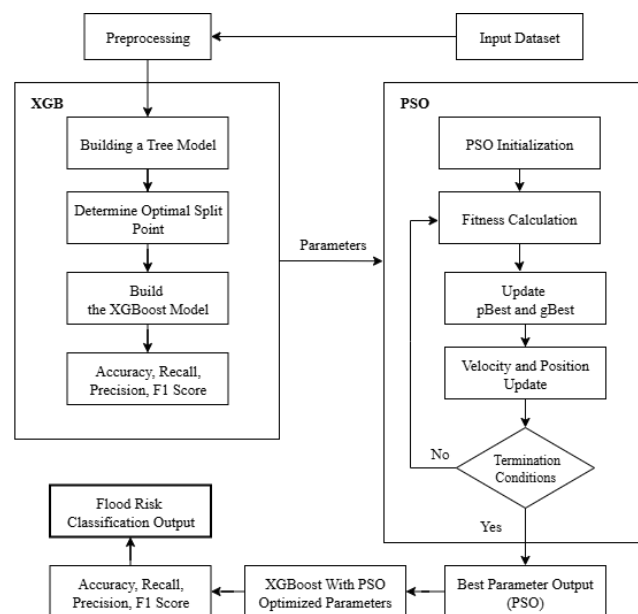 Preprocessing
Input Dataset
XGB
Building a Tree Model
Determine Optimal Split
Point
Build
the XGBoost Model
Accuracy, Recall,
Precision, F1 Score
Parameters
PSO
PSO Initialization
Fitness Calculation
Update
pBest and gBest
Velocity and Position
Update
Termination
Conditions
No
Yes
Best Parameter Output
(PSO)
XGBoost With PSO
Optimized Parameters
Accuracy, Recall,
Precision, F1 Score
Flood Risk
Classification Output